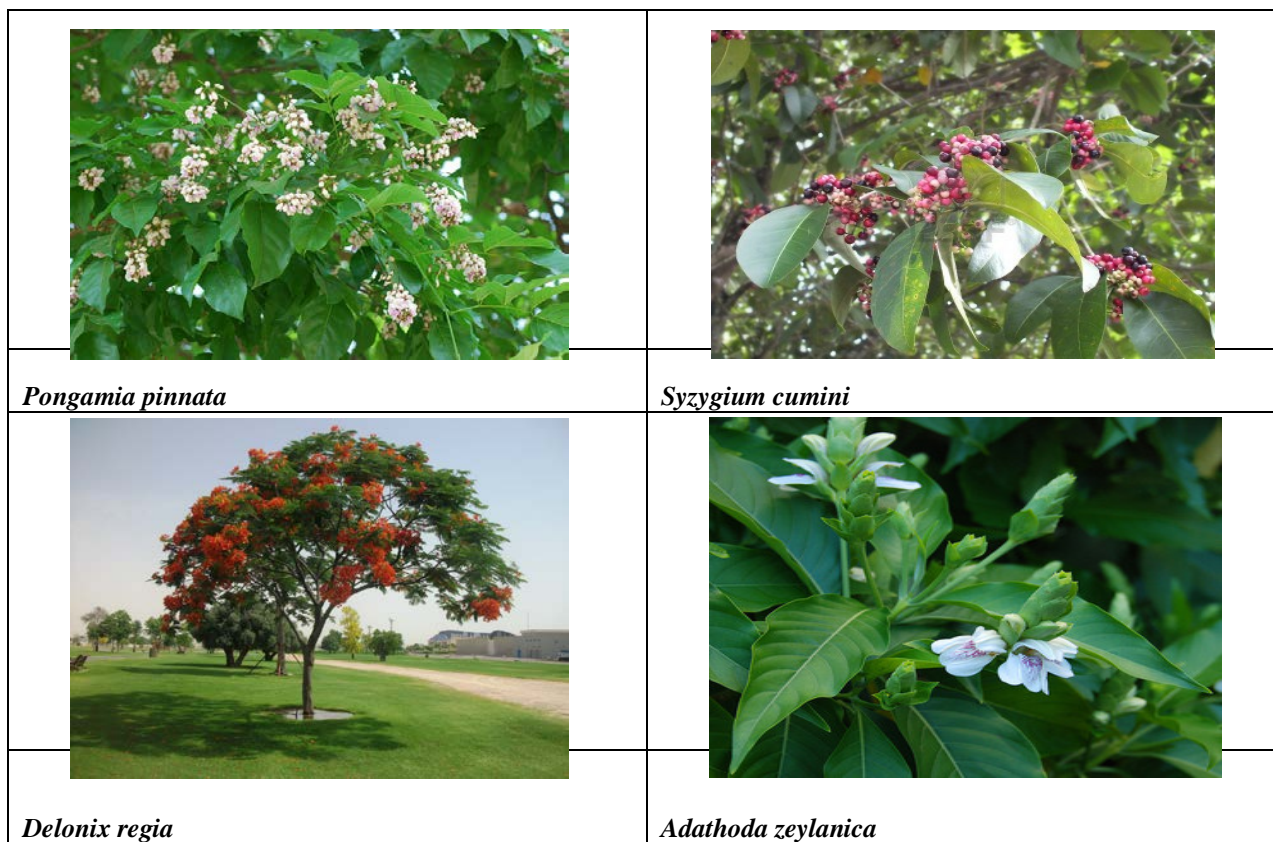 Pongamia pinnata
Syzygium cumini
Delonix regia
Adathoda zeylanica